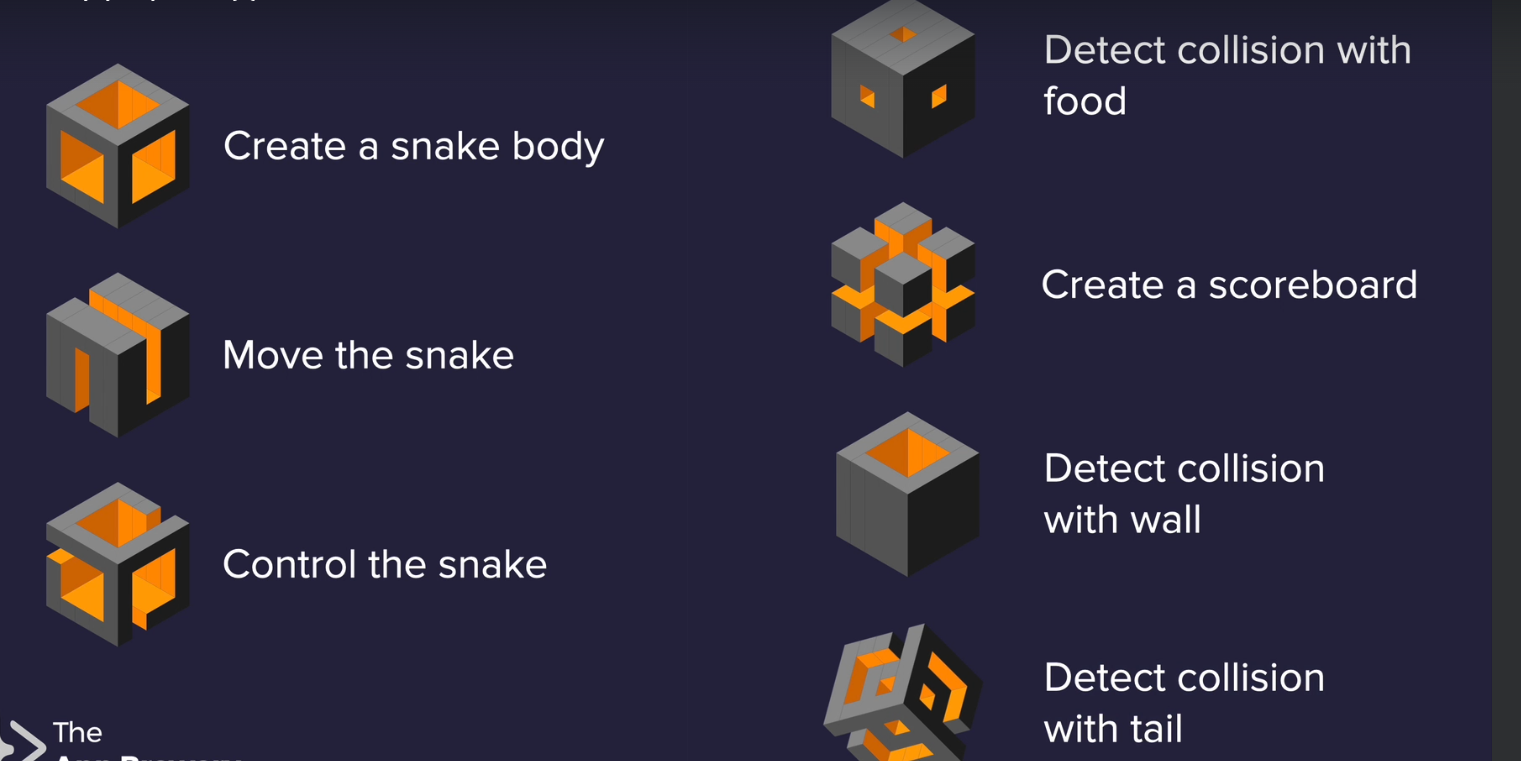 Create a snake body
Move the snake
Control the snake
Detect collision with
food
Create a scoreboard
Detect collision
with wall
Detect collision
with tail
The